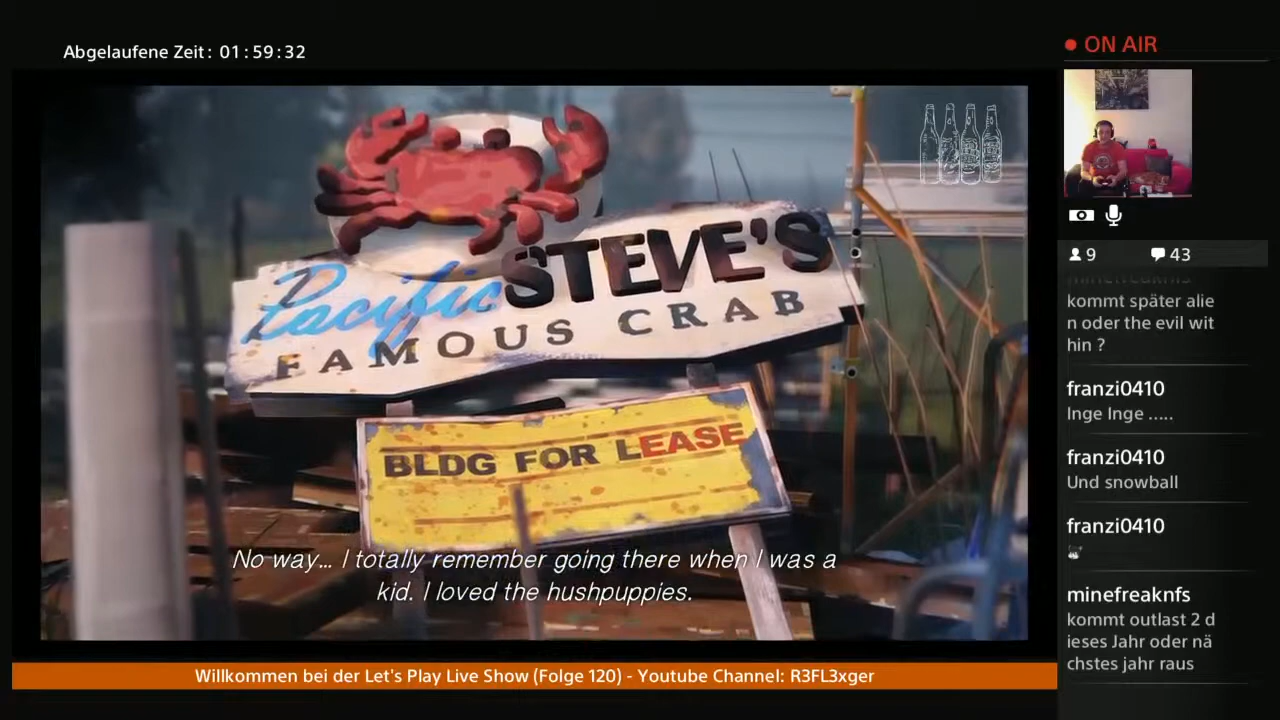 Abgelaufene Zeit: 01:59:32
ON AIR
Pacific STEVE'S
FAMOUS CRAB
BLDG FOR LEASE
No way... I totally remember going there when I was a
kid. I loved the hushpuppies.
Willkommen bei der Let's Play Live Show (Folge 120) - Youtube Channel: R3FL3xger
9 43
kommt später alie
n oder the evil wit
hin ?
franzi0410
Inge Inge .....
franzi0410
Und snowball
franzi0410
minefreaknfs
kommt outlast 2 d
ieses Jahr oder nä
chstes jahr raus